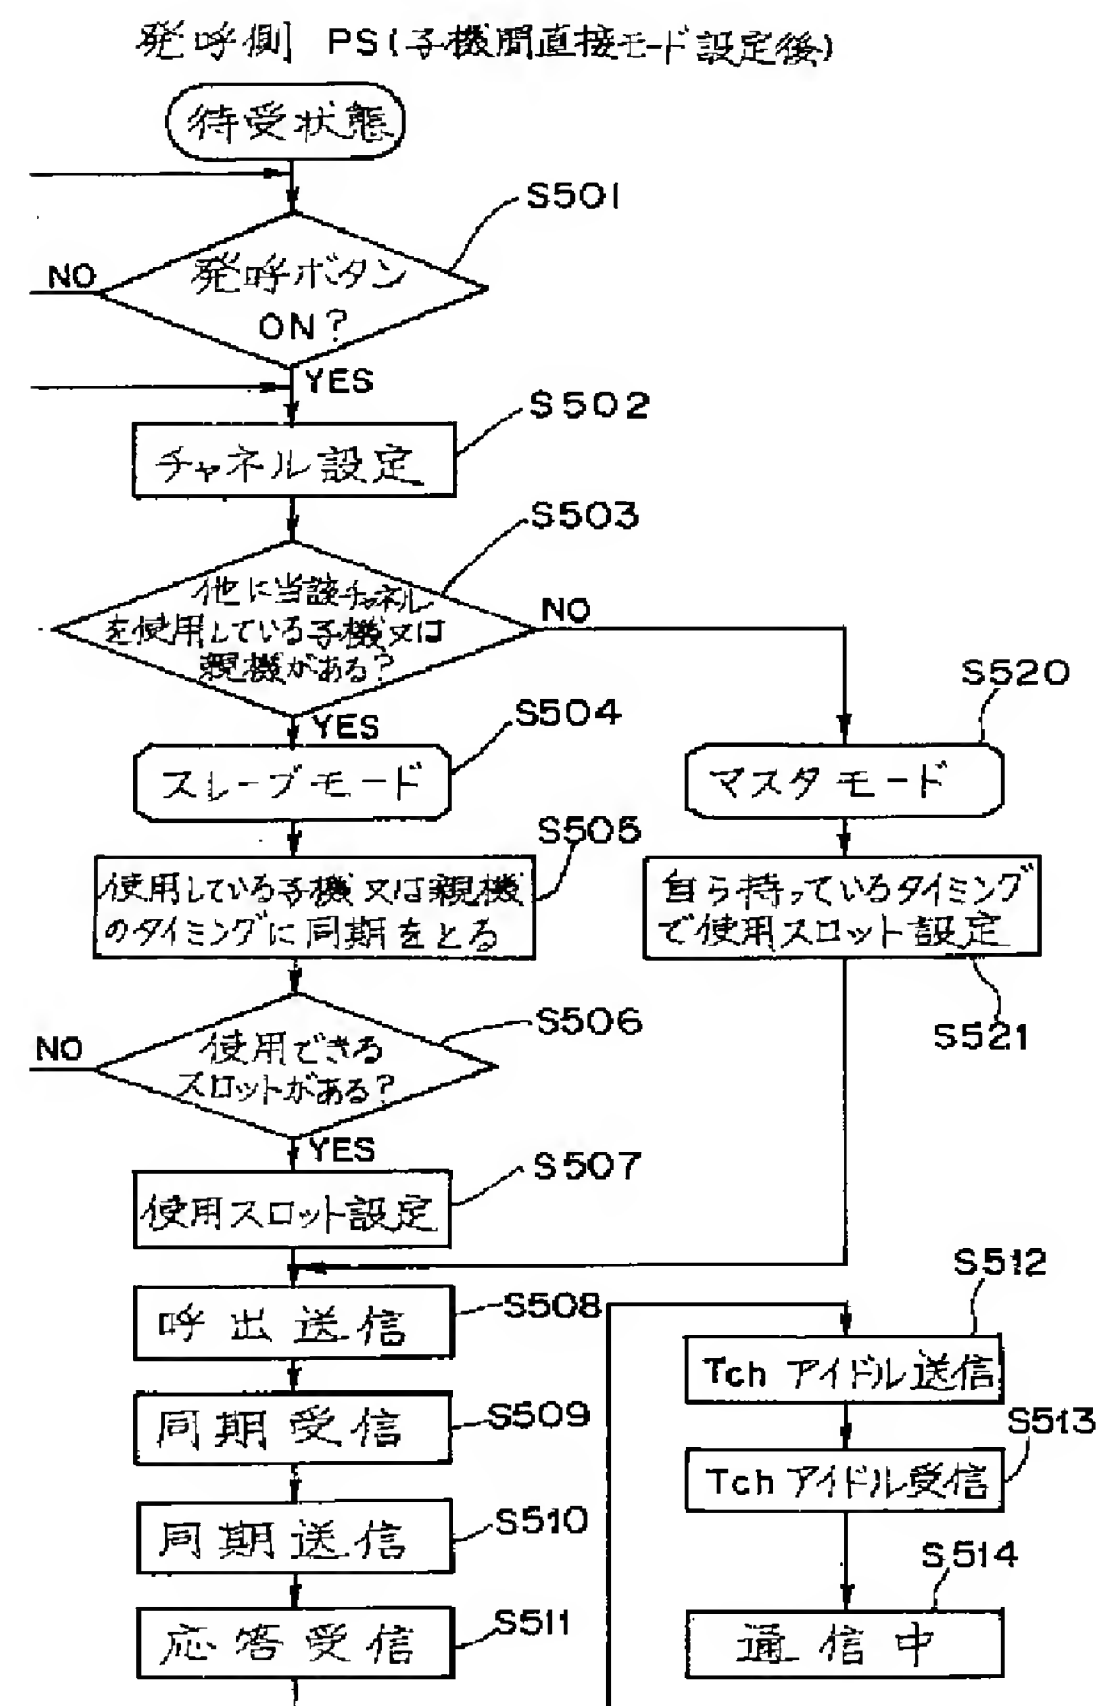 発呼側 PS(子機間直接モード設定後)
待受状態
S501
発呼ボタン
ON?
NO
YES
S502
チャネル設定
S503
他に当該チャネル
を使用している子機又は
親機がある?
NO
YES
S504
スレーブモード
S520
マスタモード
S505
使用している子機又は親機
のタイミングに同期をとる
自ら持っているタイミング
で使用スロット設定
S521
S506
使用できる
スロットがある?
NO
YES
S507
使用スロット設定
S508
呼出送信
S509
同期受信
S510
同期送信
S511
応答受信
S512
Tch アイドル送信
S513
Tch アイドル受信
S514
通信中